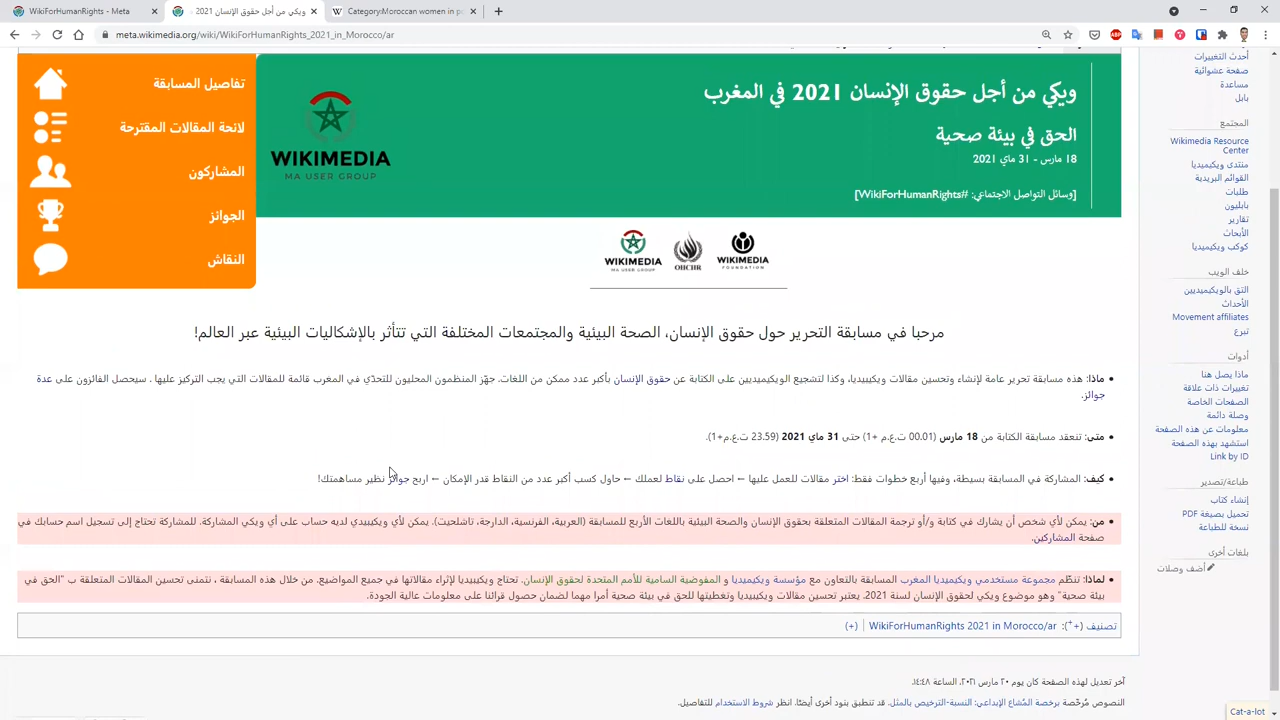 WikiForHumanRights - Meta
ويكي من أجل حقوق الإنسان 2021
Category:Moroccan women in p
meta.wikimedia.org/wiki/WikiForHumanRights_2021_in_Morocco/ar
تفاصيل المسابقة
لائحة المقالات المقترحة
المشاركون
الجوائز
النقاش
WIKIMEDIA
MA USER GROUP
ويكي من أجل حقوق الإنسان 2021 في المغرب
الحق في بيئة صحية
18 مارس - 31 ماي 2021
[وسائل التواصل الاجتماعي: #WikiForHumanRights]
WIKIMEDIA
MA USER GROUP
OHCHR
WIKIMEDIA
FOUNDATION
مرحبا في مسابقة التحرير حول حقوق الإنسان، الصحة البيئية والمجتمعات المختلفة التي تتأثر بالإشكاليات البيئية عبر العالم!
ماذا: هذه مسابقة تحرير عامة لإنشاء وتحسين مقالات ويكيبيديا، وكذا لتشجيع الويكيميديين على الكتابة عن حقوق الإنسان بأكبر عدد ممكن من اللغات. جهّز المنظمون المحليون للتحدّي في المغرب قائمة للمقالات التي يجب التركيز عليها . سيحصل الفائزون على عدة
جوائز.
متى: تنعقد مسابقة الكتابة من 18 مارس (00.01 ت.ع.م +1) حتى 31 ماي 2021 (23.59 ت.ع.م+1).
كيف: المشاركة في المسابقة بسيطة، وفيها أربع خطوات فقط: اختر مقالات للعمل عليها ← احصل على نقاط لعملك ← حاول كسب أكبر عدد من النقاط قدر الإمكان ← اربح جوائز نظير مساهمتك!
من: يمكن لأي شخص أن يشارك في كتابة و/أو ترجمة المقالات المتعلقة بحقوق الإنسان والصحة البيئية باللغات الأربع للمسابقة (العربية، الفرنسية، الدارجة، تاشلحيت). يمكن لأي ويكيبيدي لديه حساب على أي ويكي المشاركة. للمشاركة تحتاج إلى تسجيل اسم حسابك في
صفحة المشاركين.
لماذا: تنظّم مجموعة مستخدمي ويكيميديا المغرب المسابقة بالتعاون مع مؤسسة ويكيميديا و المفوضية السامية للأمم المتحدة لحقوق الإنسان. تحتاج ويكيبيديا لإثراء مقالاتها في جميع المواضيع. من خلال هذه المسابقة ، نتمنى تحسين المقالات المتعلقة ب "الحق في
بيئة صحية" وهو موضوع ويكي لحقوق الإنسان لسنة 2021. يعتبر تحسين مقالات ويكيبيديا وتغطيتها للحق في بيئة صحية أمرا مهما لضمان حصول قرائنا على معلومات عالية الجودة.
تصنيف (+⁺): WikiForHumanRights 2021 in Morocco/ar (+)
آخر تعديل لهذه الصفحة كان يوم ٢٠ مارس ٢٠٢١، الساعة ١٤:٤٨.
النصوص مُرخّصة برخصة المُشاع الإبداعي: النسبة-الترخيص بالمثل. قد تنطبق بنود أخرى أيضًا. انظر شروط الاستخدام للتفاصيل.
أحدث التغييرات
صفحة عشوائية
مساعدة
بابل
المجتمع
Wikimedia Resource
Center
منتدى ويكيميديا
القوائم البريدية
طلبات
بابليون
تقارير
الأبحاث
كوكب ويكيميديا
خلف الويب
التق بالويكيميديين
الأحداث
Movement affiliates
تبرع
أدوات
ماذا يصل هنا
تغييرات ذات علاقة
الصفحات الخاصة
وصلة دائمة
معلومات عن هذه الصفحة
استشهد بهذه الصفحة
Link by ID
طباعة/تصدير
إنشاء كتاب
تحميل بصيغة PDF
نسخة للطباعة
بلغات أخرى
أضف وصلات
Cat-a-lot